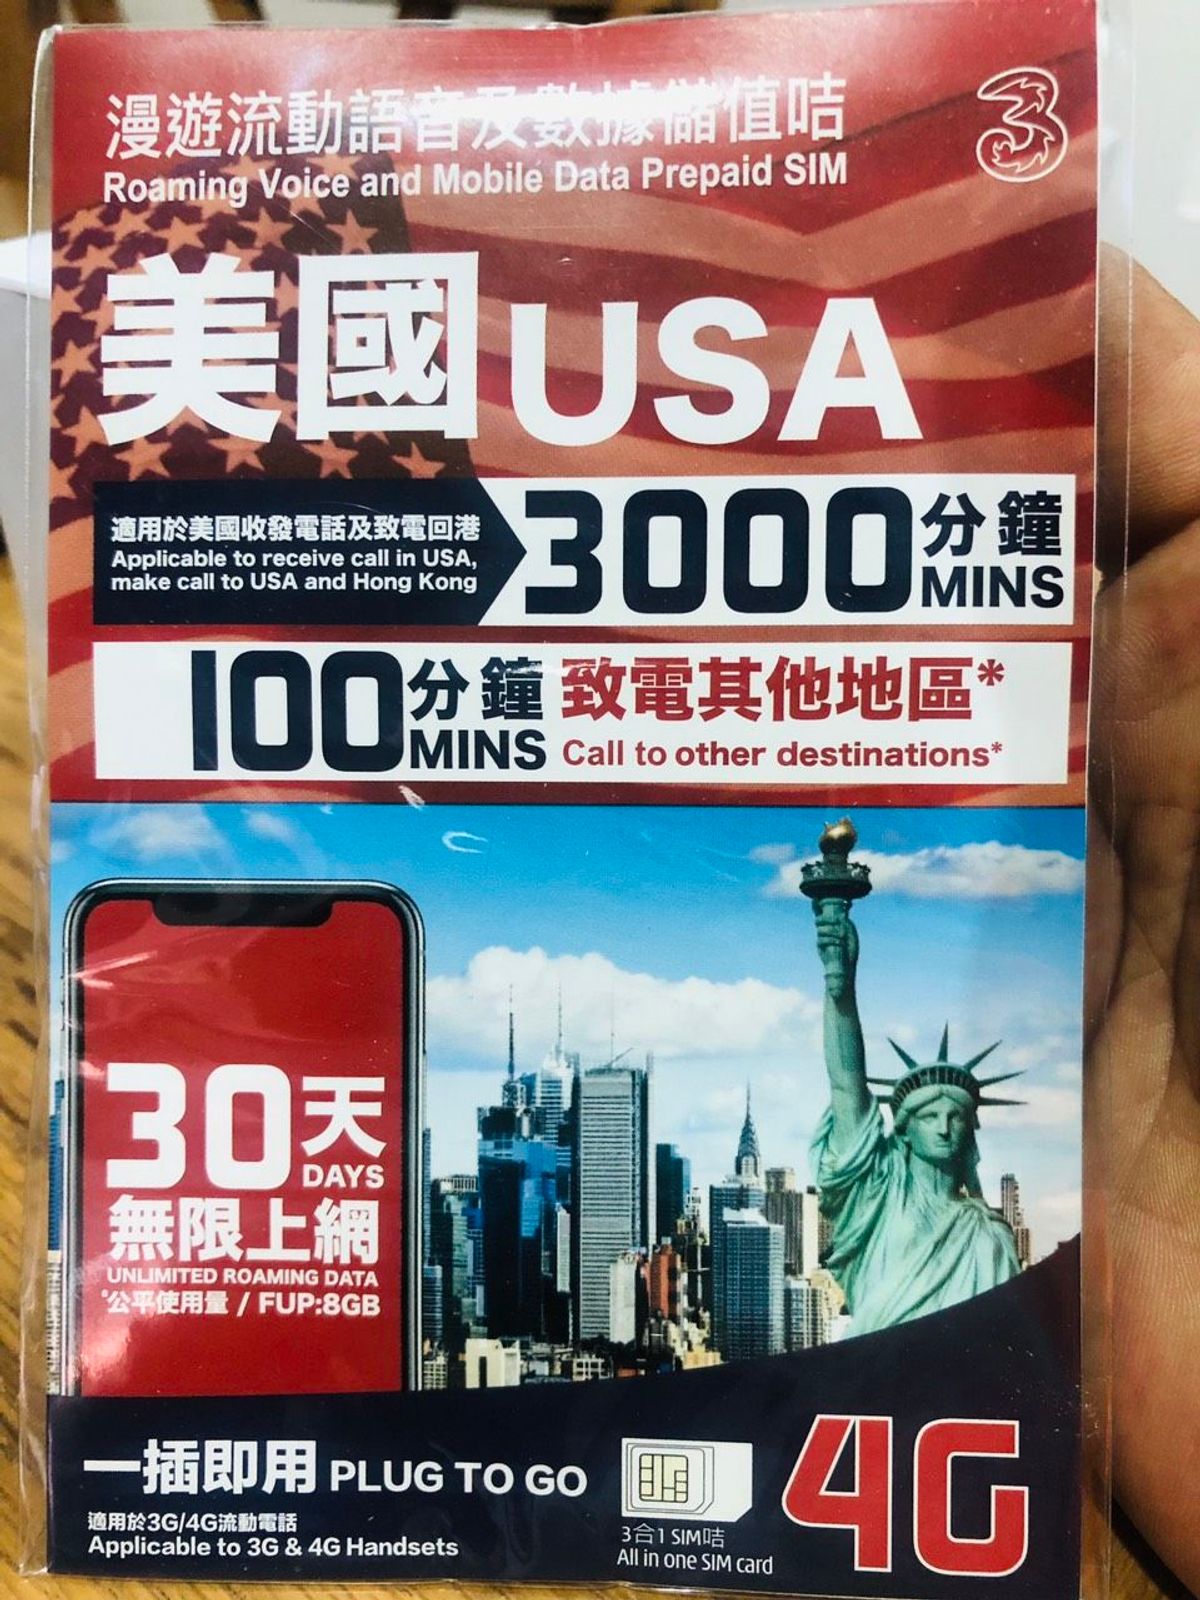 漫遊流動語音及數據儲值咭
3
Roaming Voice and Mobile Data Prepaid SIM
美國 USA
適用於美國收發電話及致電回港
Applicable to receive call in USA,
make call to USA and Hong Kong
3000 分鐘
MINS
100 分鐘 致電其他地區*
MINS Call to other destinations*
30 天
DAYS
無限上網
UNLIMITED ROAMING DATA
*公平使用量 / FUP:8GB
一插即用 PLUG TO GO
適用於3G/4G流動電話
Applicable to 3G & 4G Handsets
3合1 SIM咭
All in one SIM card
4G